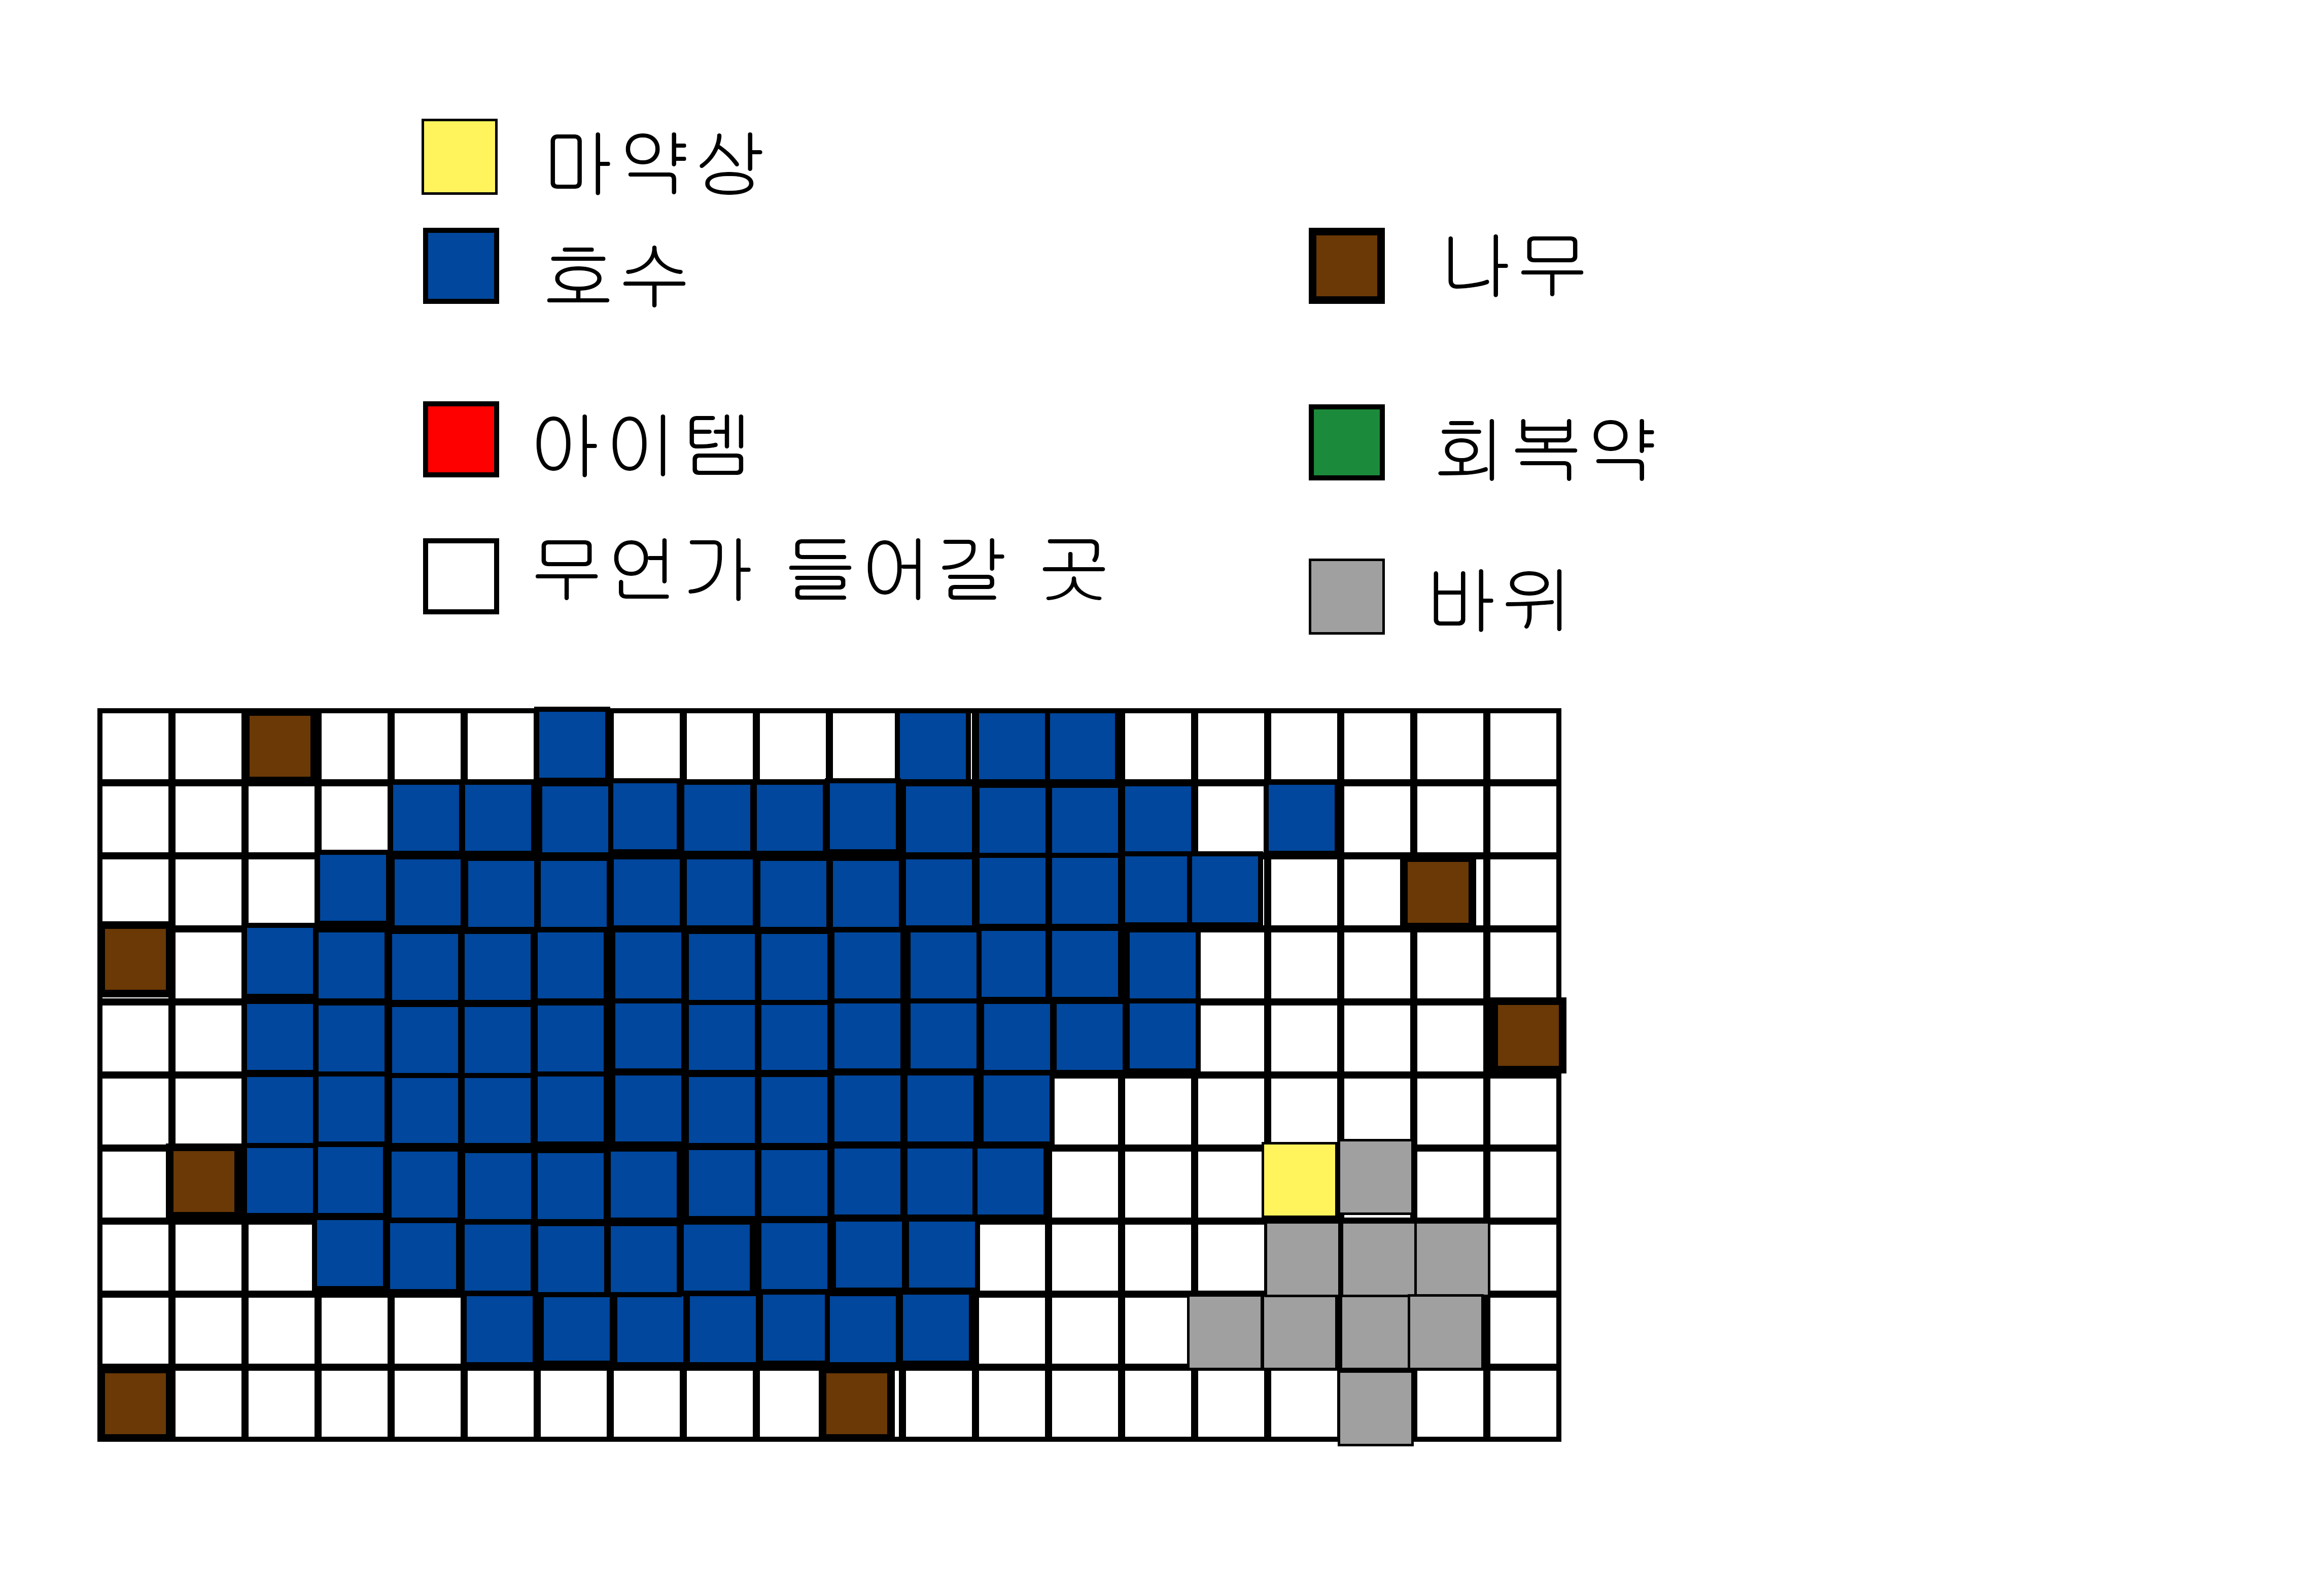 마약상
호수
나무
아이템
회복약
무언가 들어갈 곳
바위